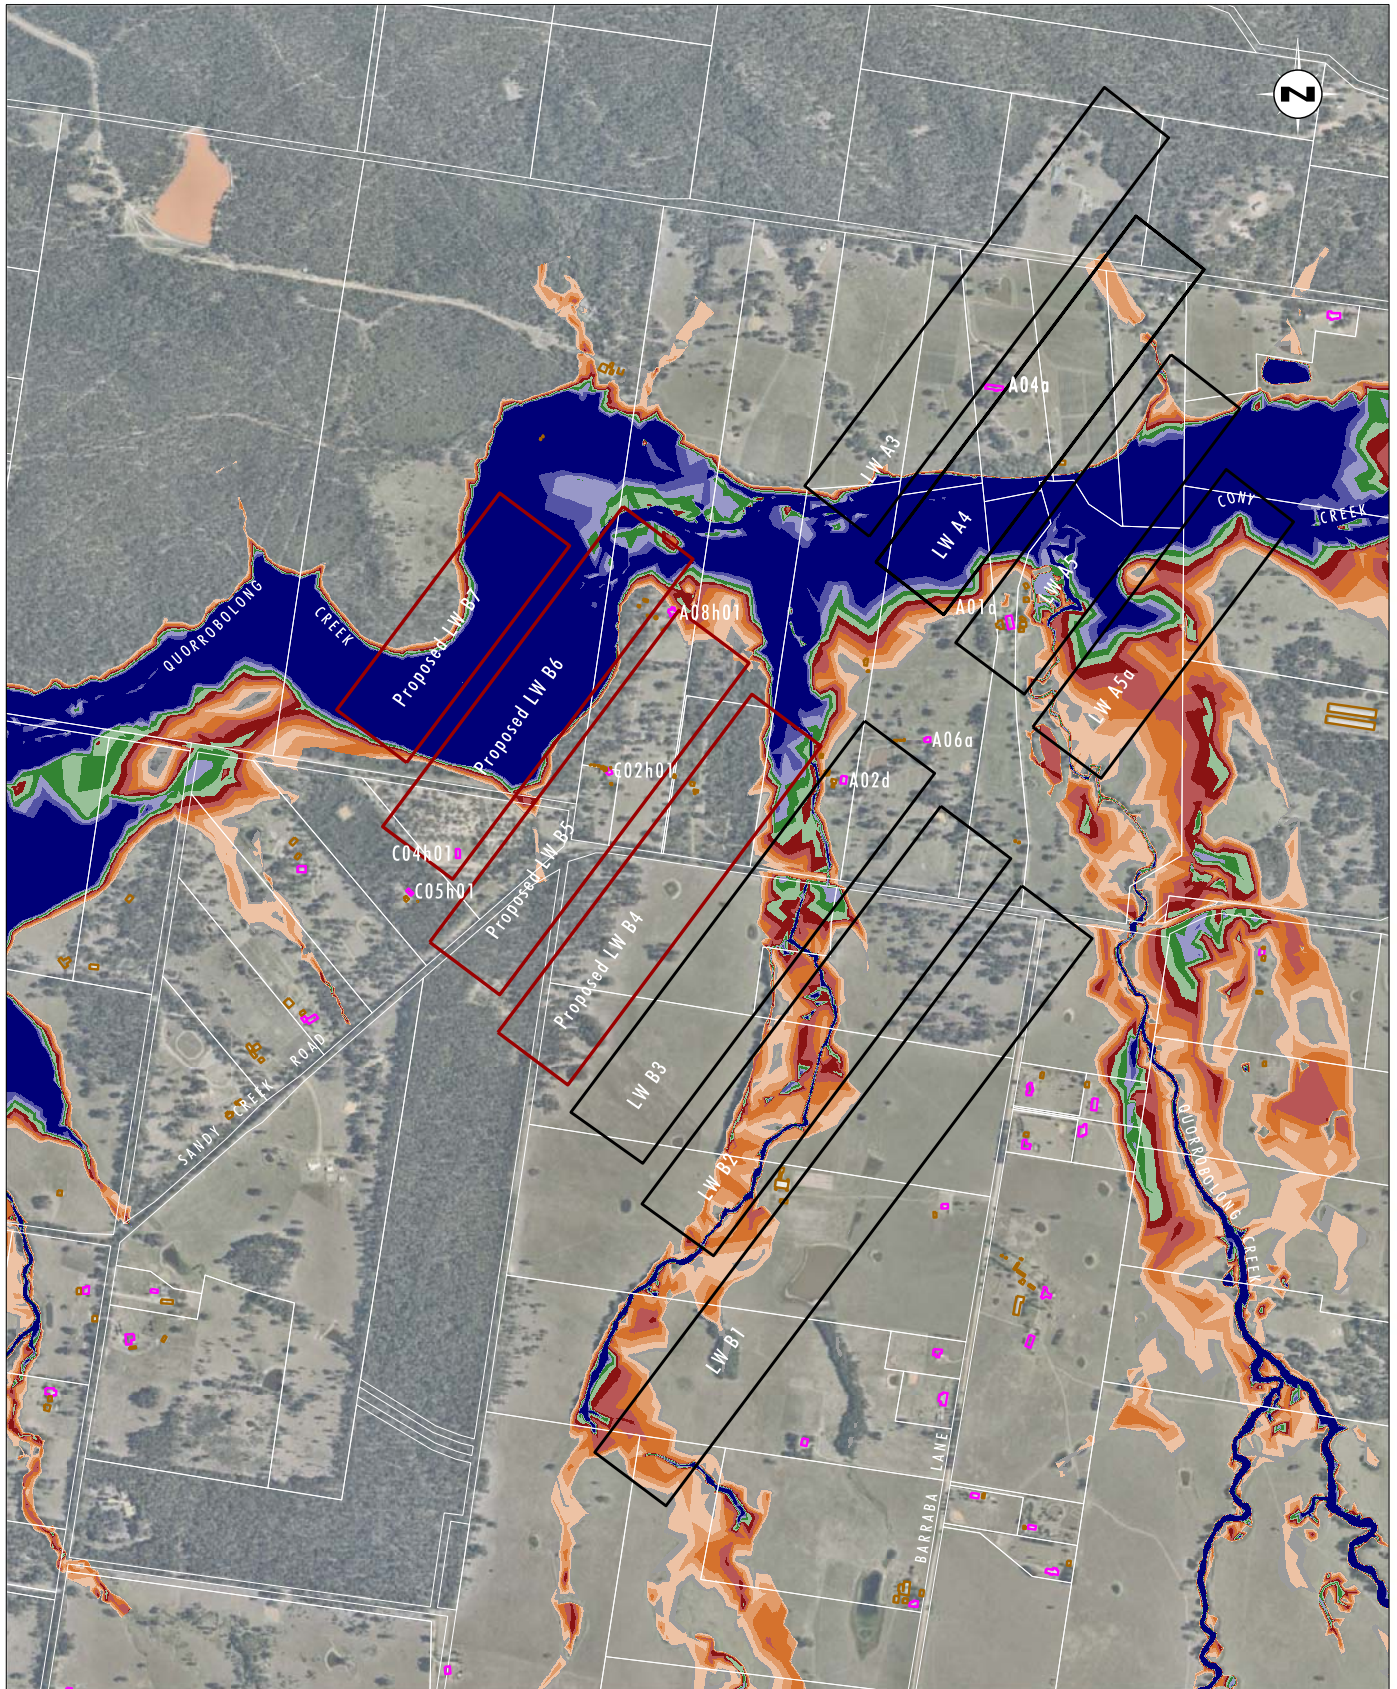 N
A04a
LW A3
LW A4
CONY
CREEK
QUORROBOLONG
CREEK
LW A5
A01d
A08h01
Proposed LW B7
Proposed LW B6
LW A5a
A06a
C02h01
A02d
C04h01
Proposed LW B5
C05h01
Proposed LW B4
SANDY CREEK ROAD
LW B3
QUORROBOLONG
CREEK
LW B2
LW B1
BARRABA LANE